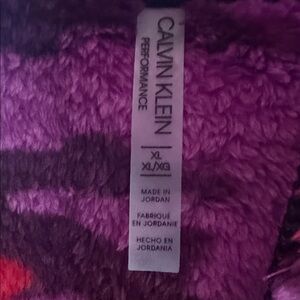 CALVIN KLEIN
PERFORMANCE
XL
XL/XG
MADE IN
JORDAN
FABRIQUÉ
EN JORDANIE
HECHO EN
JORDANIA